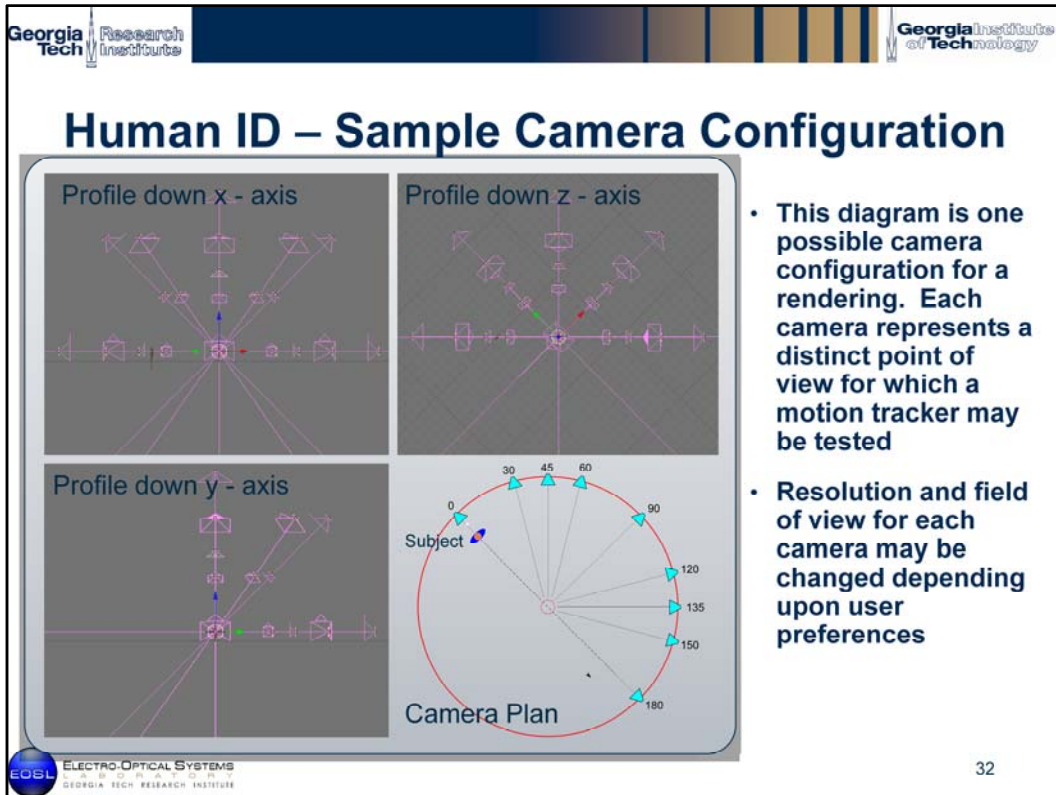 Georgia Research
Tech Institute
Georgia Institute
of Technology
Human ID – Sample Camera Configuration
Profile down x - axis
Profile down z - axis
Profile down y - axis
0
30
45
60
90
120
135
150
180
Subject
Camera Plan
• This diagram is one
possible camera
configuration for a
rendering. Each
camera represents a
distinct point of
view for which a
motion tracker may
be tested
• Resolution and field
of view for each
camera may be
changed depending
upon user
preferences
EOSL
ELECTRO-OPTICAL SYSTEMS
LABORATORY
GEORGIA TECH RESEARCH INSTITUTE
32